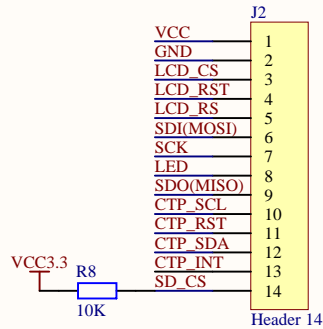 J2
VCC 1
GND 2
LCD_CS 3
LCD_RST 4
LCD_RS 5
SDI(MOSI) 6
SCK 7
LED 8
SDO(MISO) 9
CTP_SCL 10
CTP_RST 11
CTP_SDA 12
CTP_INT 13
SD_CS 14
VCC3.3
R8
10K
Header 14